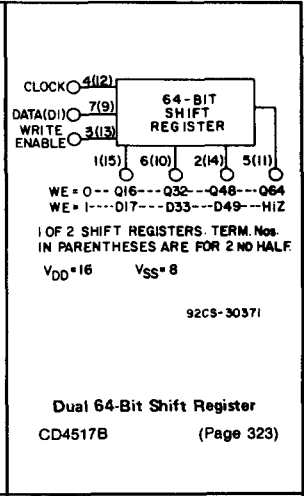 CLOCK 4(12)
DATA(DI) 7(9)
WRITE ENABLE 3(13)
64-BIT
SHIFT
REGISTER
1(15) 6(10) 2(14) 5(11)
WE = 0-- Q16---Q32---Q48---Q64
WE = 1----D17---D33---D49---HiZ
1 OF 2 SHIFT REGISTERS. TERM. Nos.
IN PARENTHESES ARE FOR 2 ND HALF.
VDD=16 VSS=8
92CS-30371
Dual 64-Bit Shift Register
CD4517B (Page 323)